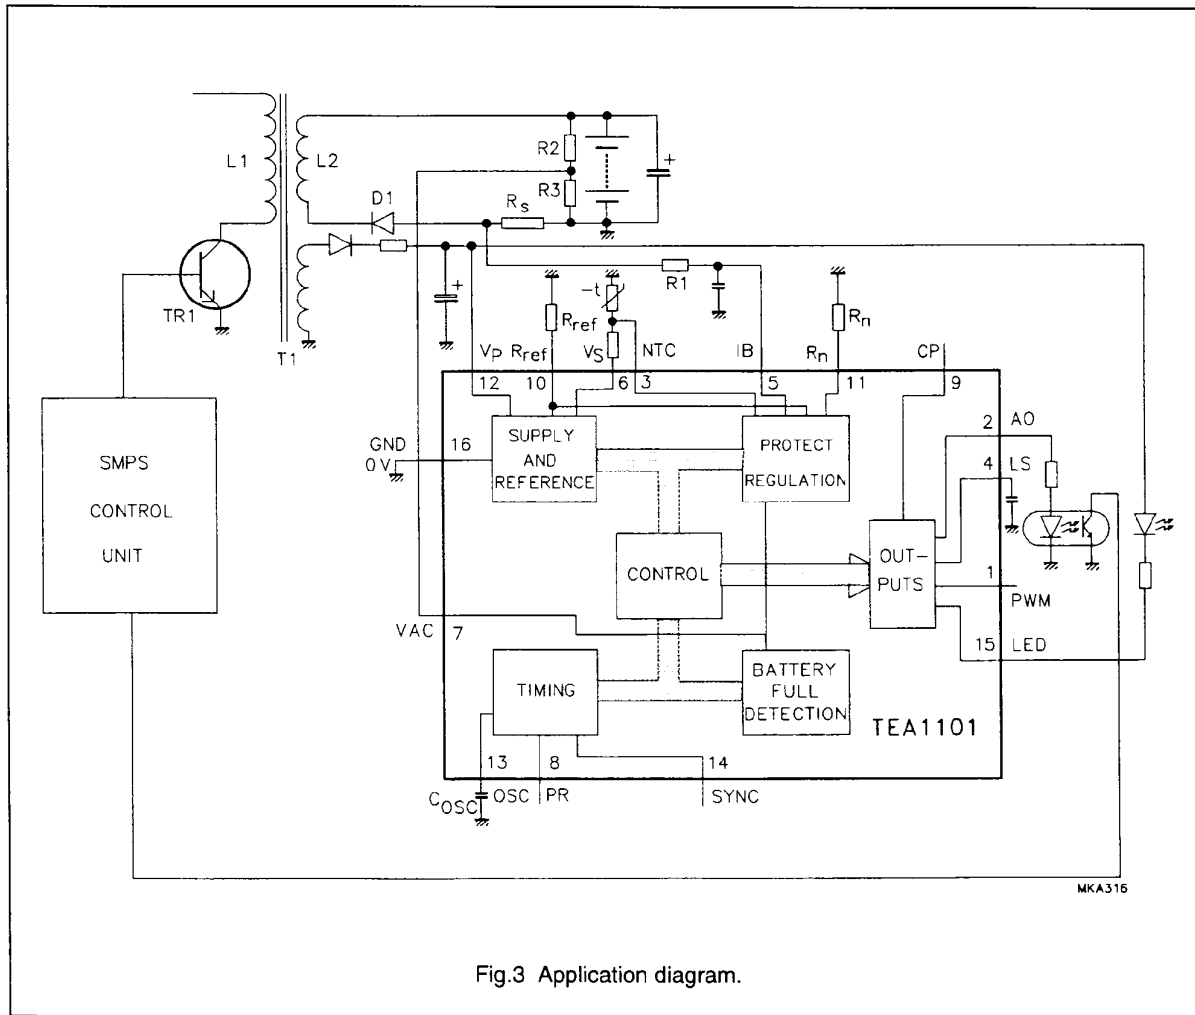 L1
L2
R2
R3
+
D1
Rs
R1
-t
+
TR1
T1
Rref
Rn
VP
Rref
VS
NTC
IB
Rn
CP
12
10
6
3
5
11
9
SMPS
CONTROL
UNIT
GND
0V
16
SUPPLY
AND
REFERENCE
PROTECT
REGULATION
2
AO
4
LS
CONTROL
OUT-
PUTS
1
PWM
VAC
7
15
LED
TIMING
BATTERY
FULL
DETECTION
TEA1101
13
8
14
COSC
OSC
PR
SYNC
MKA316
Fig.3 Application diagram.